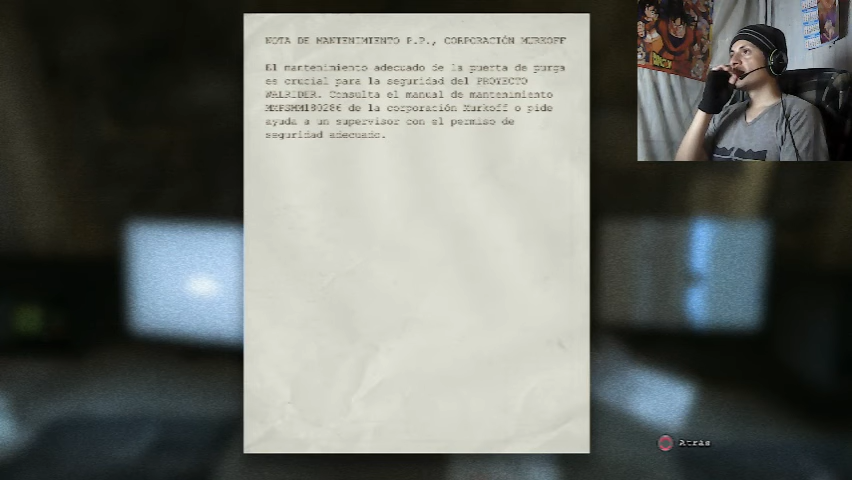 NOTA DE MANTENIMIENTO P.P., CORPORACIÓN MURKOFF
El mantenimiento adecuado de la puerta de purga
es crucial para la seguridad del PROYECTO
WALRIDER. Consulta el manual de mantenimiento
de la corporación Murkoff o pide
ayuda a un supervisor con el permiso de
seguridad adecuado.
Atrás